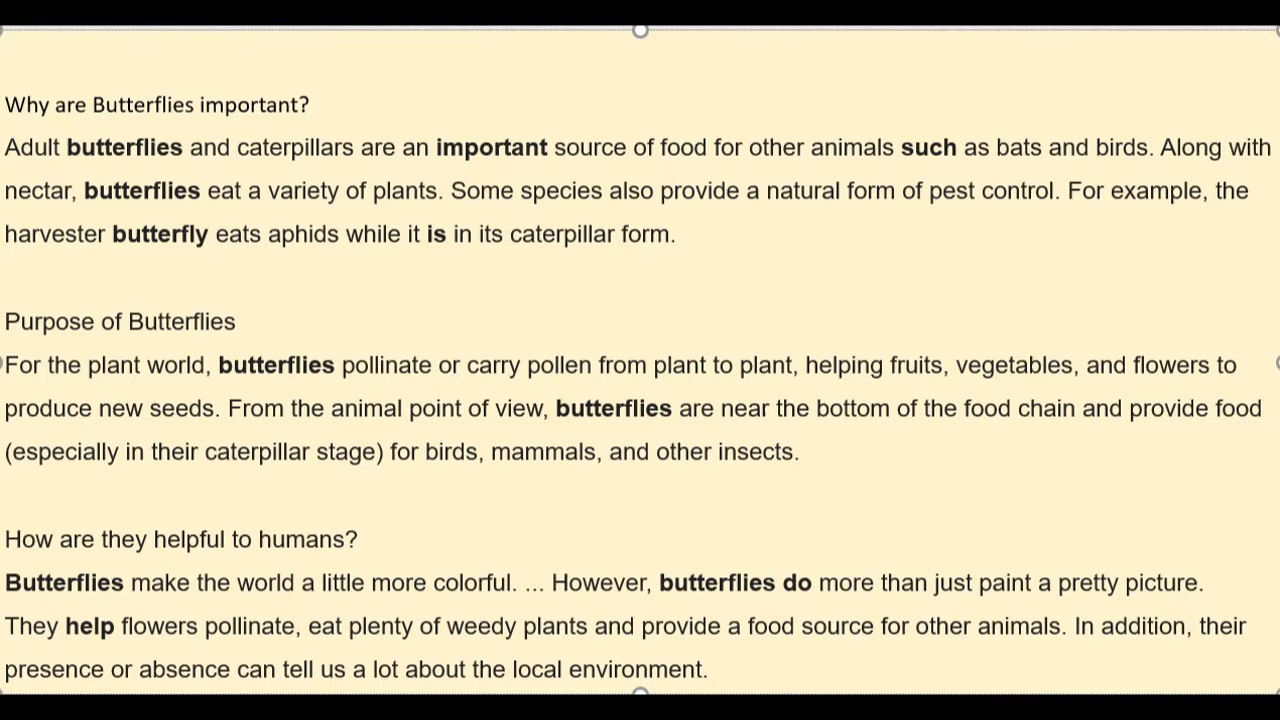 Why are Butterflies important?
Adult butterflies and caterpillars are an important source of food for other animals such as bats and birds. Along with
nectar, butterflies eat a variety of plants. Some species also provide a natural form of pest control. For example, the
harvester butterfly eats aphids while it is in its caterpillar form.
Purpose of Butterflies
For the plant world, butterflies pollinate or carry pollen from plant to plant, helping fruits, vegetables, and flowers to
produce new seeds. From the animal point of view, butterflies are near the bottom of the food chain and provide food
(especially in their caterpillar stage) for birds, mammals, and other insects.
How are they helpful to humans?
Butterflies make the world a little more colorful. ... However, butterflies do more than just paint a pretty picture.
They help flowers pollinate, eat plenty of weedy plants and provide a food source for other animals. In addition, their
presence or absence can tell us a lot about the local environment.